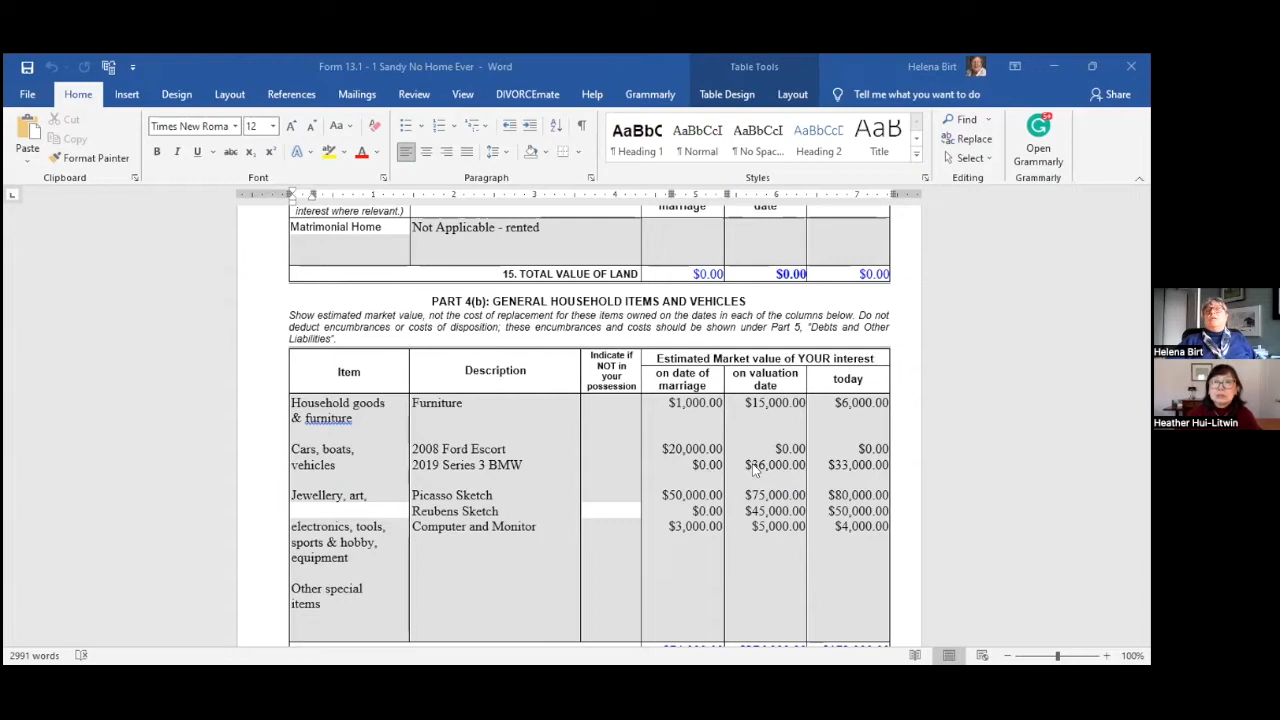 Form 13.1 - 1 Sandy No Home Ever - Word
Table Tools
Helena Birt
File Home Insert Design Layout References Mailings Review View DIVORCEmate Help Grammarly Table Design Layout Tell me what you want to do Share
Cut
Copy
Paste
Format Painter
Times New Roma 12
AaBbC AaBbCcI AaBbCcI AaBbCcI AaB
¶ Heading 1 ¶ Normal ¶ No Spac... Heading 2 Title
Find
Replace
Select
Open
Grammarly
Clipboard Font Paragraph Styles Editing Grammarly
1 2 3 4 5 6 7
interest where relevant.) marriage date
Matrimonial Home Not Applicable - rented
15. TOTAL VALUE OF LAND $0.00 $0.00 $0.00
PART 4(b): GENERAL HOUSEHOLD ITEMS AND VEHICLES
Show estimated market value, not the cost of replacement for these items owned on the dates in each of the columns below. Do not
deduct encumbrances or costs of disposition; these encumbrances and costs should be shown under Part 5, "Debts and Other
Liabilities".
Item Description Indicate if NOT in your possession Estimated Market value of YOUR interest
on date of marriage on valuation date today
Household goods Furniture $1,000.00 $15,000.00 $6,000.00
& furniture
Cars, boats, 2008 Ford Escort $20,000.00 $0.00 $0.00
vehicles 2019 Series 3 BMW $0.00 $36,000.00 $33,000.00
Jewellery, art, Picasso Sketch $50,000.00 $75,000.00 $80,000.00
Reubens Sketch $0.00 $45,000.00 $50,000.00
electronics, tools, Computer and Monitor $3,000.00 $5,000.00 $4,000.00
sports & hobby,
equipment
Other special
items
2991 words 100%
Helena Birt
Heather Hui-Litwin